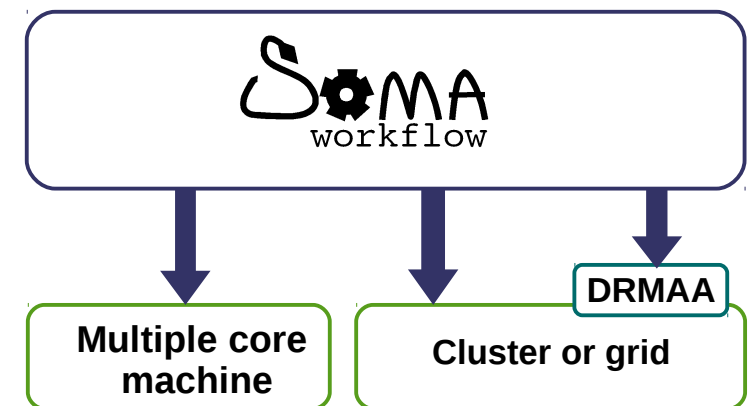 SOMA
workflow
DRMAA
Multiple core
machine
Cluster or grid